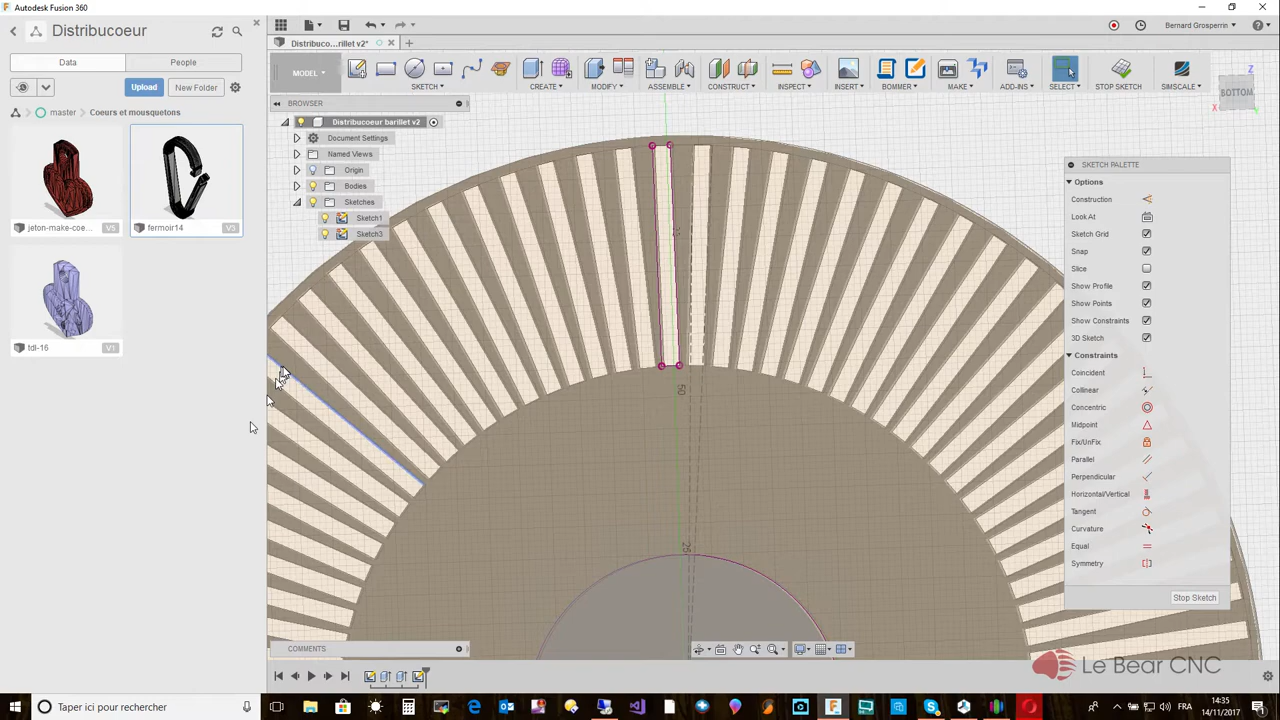 Autodesk Fusion 360
Distribucoeur
Data
People
Upload
New Folder
master
Coeurs et mousquetons
jeton-make-coe...
V5
fermoir14
V3
tdl-16
V1
Bernard Grosperrin
Distribuco...rillet v2*
MODEL
SKETCH
CREATE
MODIFY
ASSEMBLE
CONSTRUCT
INSPECT
INSERT
BOMMER
MAKE
ADD-INS
SELECT
STOP SKETCH
SIMSCALE
BOTTOM
Z
X
Y
BROWSER
Distribucoeur barillet v2
Document Settings
Named Views
Origin
Bodies
Sketches
Sketch1
Sketch3
50
25
SKETCH PALETTE
Options
Construction
Look At
Sketch Grid
Snap
Slice
Show Profile
Show Points
Show Constraints
3D Sketch
Constraints
Coincident
Collinear
Concentric
Midpoint
Fix/UnFix
Parallel
Perpendicular
Horizontal/Vertical
Tangent
Curvature
Equal
Symmetry
Stop Sketch
COMMENTS
Le Bear CNC
Taper ici pour rechercher
FRA
14:35
14/11/2017